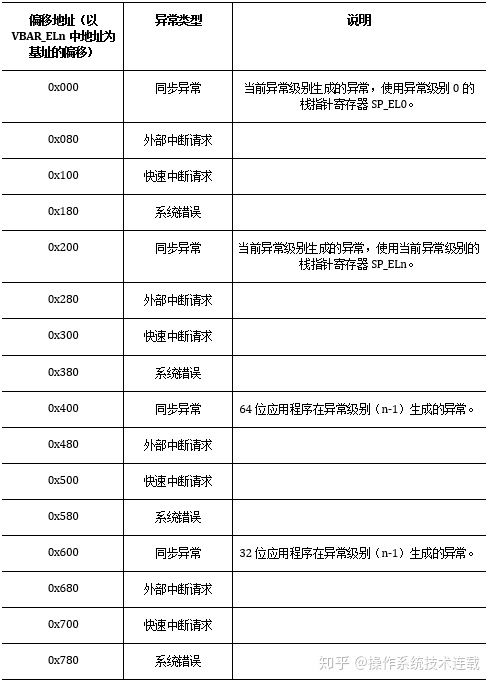 偏移地址（以 异常类型 说明
VBAR_ELn 中地址为
基址的偏移）
0x000 同步异常 当前异常级别生成的异常，使用异常级别 0 的
栈指针寄存器 SP_EL0。
0x080 外部中断请求
0x100 快速中断请求
0x180 系统错误
0x200 同步异常 当前异常级别生成的异常，使用当前异常级别的
栈指针寄存器 SP_ELn。
0x280 外部中断请求
0x300 快速中断请求
0x380 系统错误
0x400 同步异常 64 位应用程序在异常级别（n-1）生成的异常。
0x480 外部中断请求
0x500 快速中断请求
0x580 系统错误
0x600 同步异常 32 位应用程序在异常级别（n-1）生成的异常。
0x680 外部中断请求
0x700 快速中断请求
0x780 系统错误
知乎 @操作系统技术连载